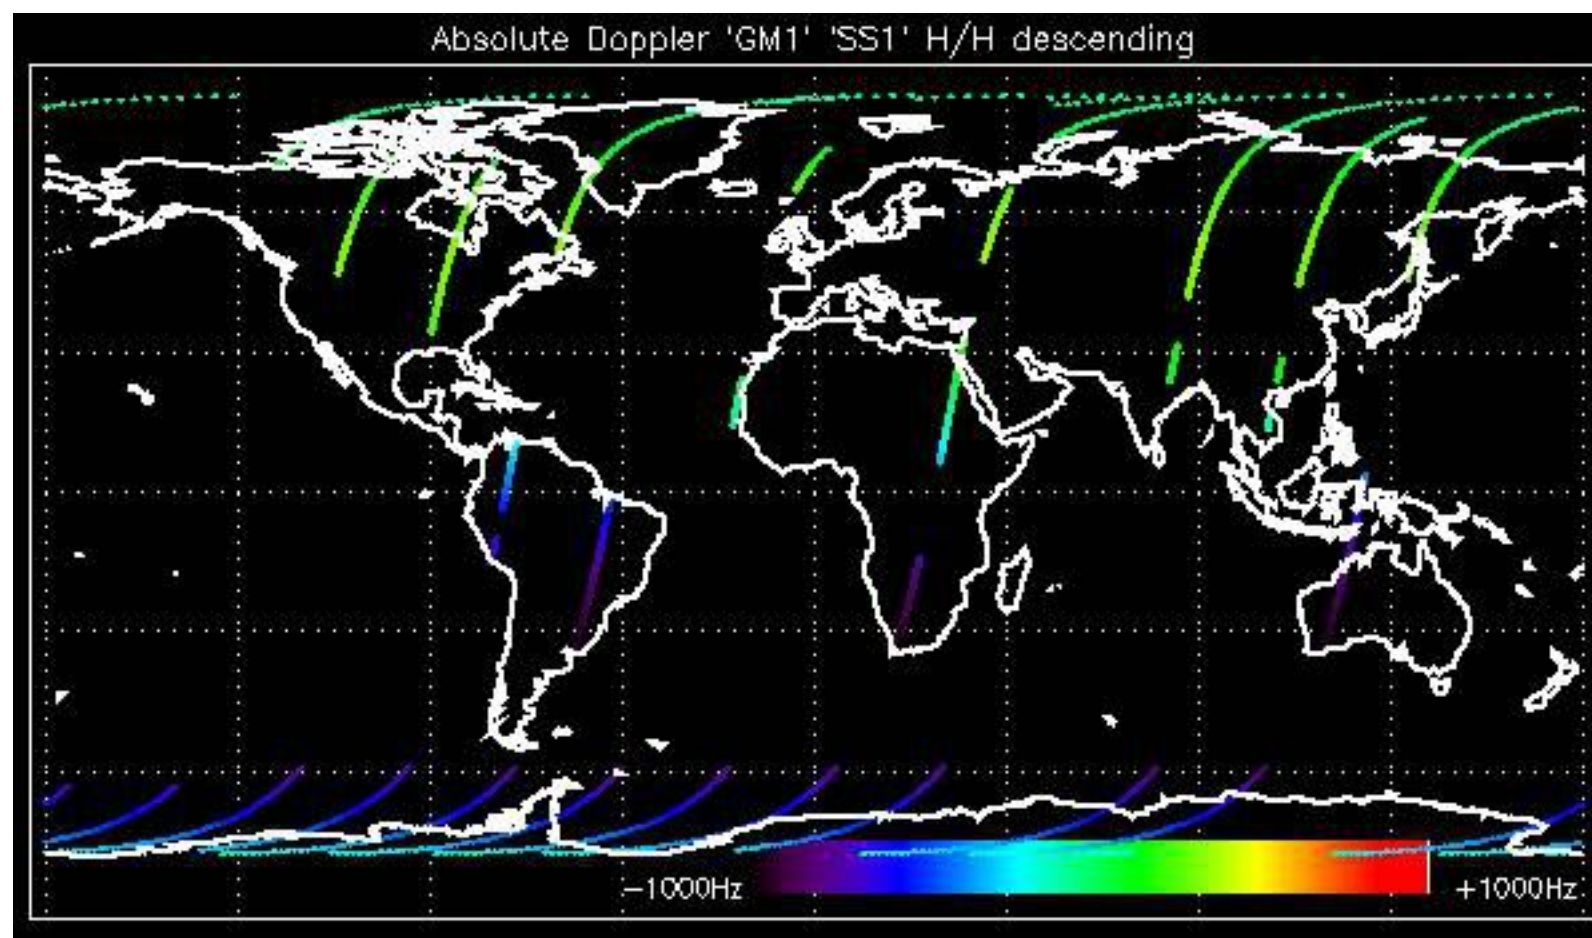 Absolute Doppler 'GM1' 'SS1' H/H descending
-1000Hz +1000Hz